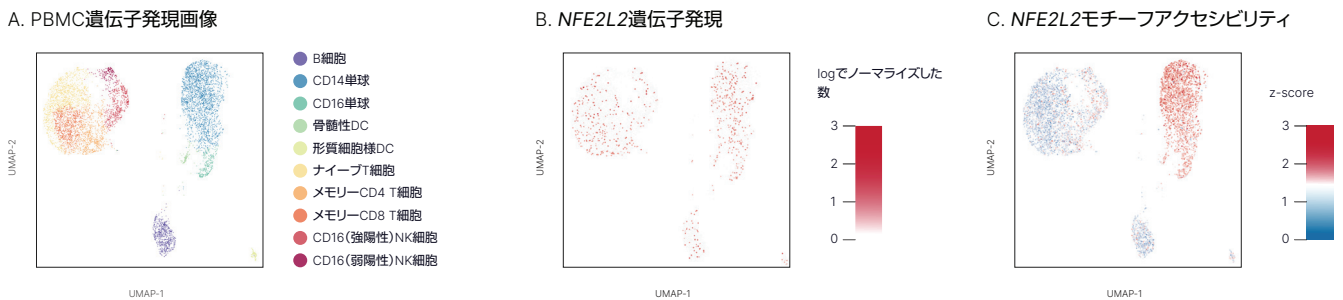 A. PBMC遺伝子発現画像
UMAP-2
UMAP-1
B細胞
CD14単球
CD16単球
骨髄性DC
形質細胞様DC
ナイーブT細胞
メモリーCD4 T細胞
メモリーCD8 T細胞
CD16(強陽性)NK細胞
CD16(弱陽性)NK細胞
B. NFE2L2遺伝子発現
UMAP-2
UMAP-1
logでノーマライズした
数
3
2
1
0
C. NFE2L2モチーフアクセシビリティ
UMAP-2
UMAP-1
z-score
3
2
1
0